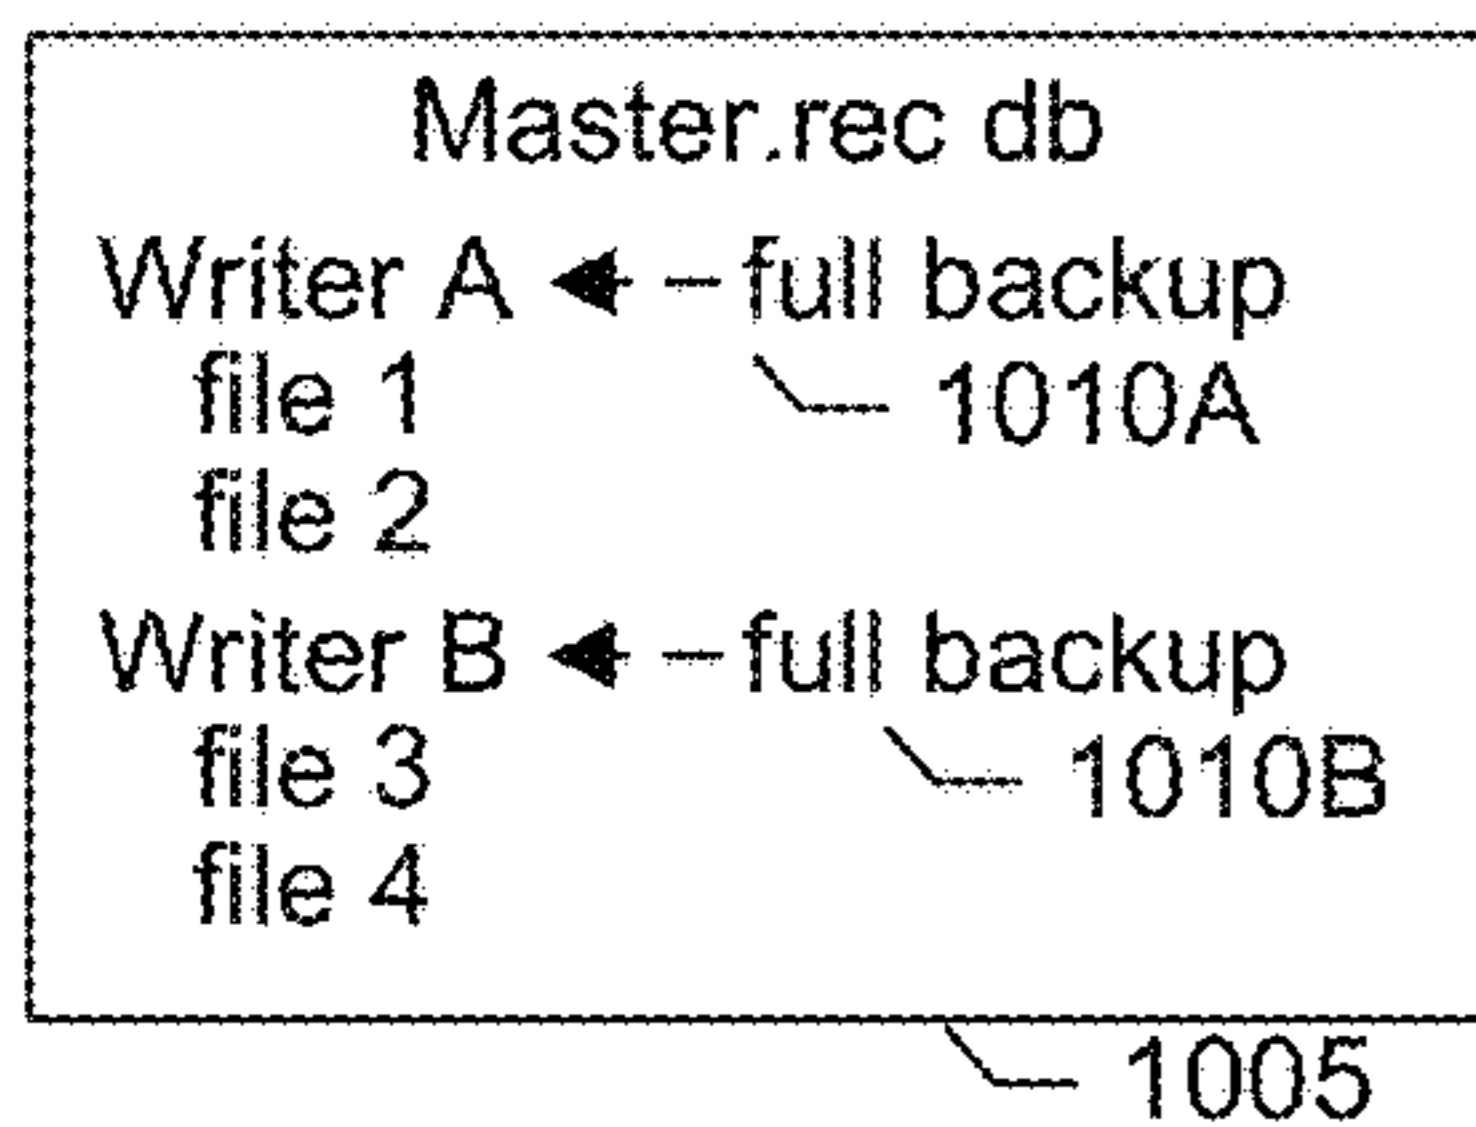 Master.rec db
Writer A full backup
file 1 1010A
file 2
Writer B full backup
file 3 1010B
file 4
1005